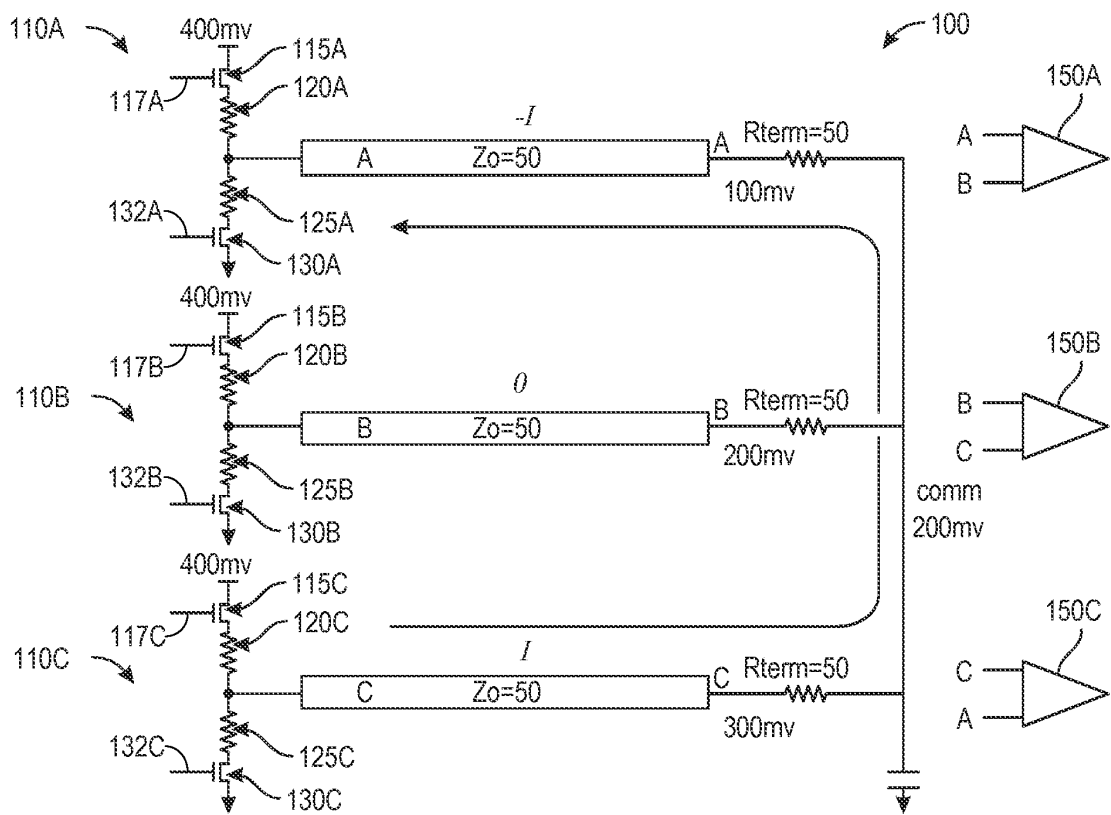 110A
400mv
115A
100
117A
120A
150A
-I
A
Rterm=50
A
A
Zo=50
B
100mv
132A
125A
130A
400mv
115B
117B
120B
150B
110B
0
B
Rterm=50
B
B
Zo=50
C
200mv
132B
125B
comm
200mv
130B
400mv
115C
117C
120C
150C
110C
I
C
Rterm=50
C
C
Zo=50
A
300mv
132C
125C
130C